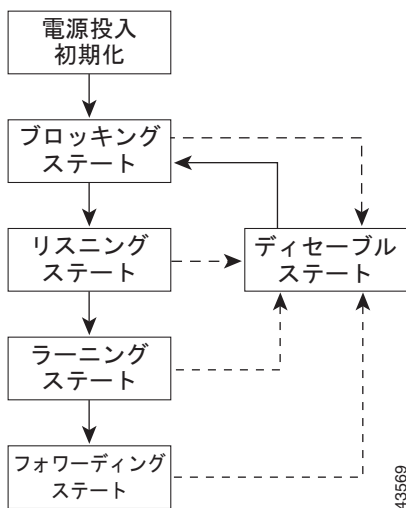 電源投入
初期化
ブロッキング
ステート
リスニング
ステート
ディセーブル
ステート
ラーニング
ステート
フォワーディング
ステート
43569